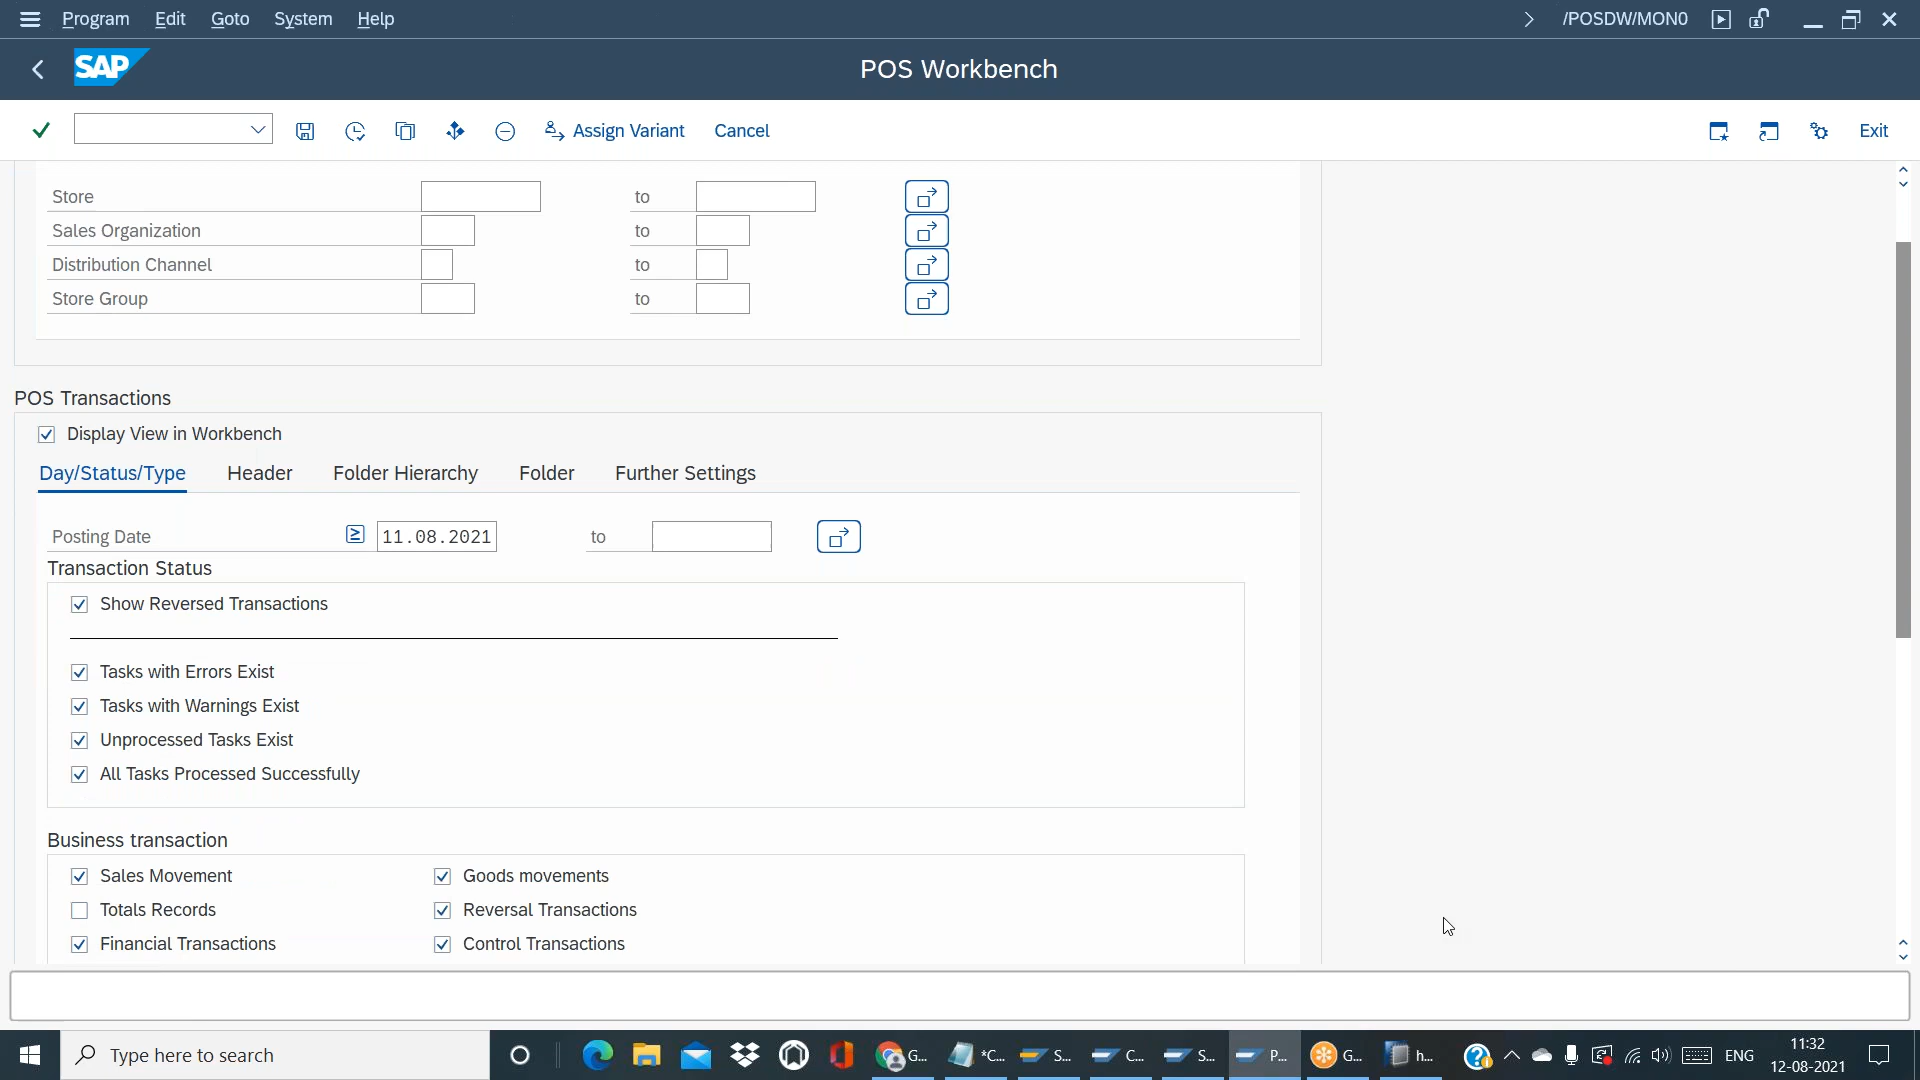 Program Edit Goto System Help /POSDW/MON0
SAP POS Workbench
Assign Variant Cancel Exit
Store to
Sales Organization to
Distribution Channel to
Store Group to
POS Transactions
Display View in Workbench
Day/Status/Type Header Folder Hierarchy Folder Further Settings
Posting Date ≥ 11.08.2021 to
Transaction Status
Show Reversed Transactions
Tasks with Errors Exist
Tasks with Warnings Exist
Unprocessed Tasks Exist
All Tasks Processed Successfully
Business transaction
Sales Movement Goods movements
Totals Records Reversal Transactions
Financial Transactions Control Transactions
Type here to search G... *C... S... C... S... P... G... h... ENG 11:32
12-08-2021